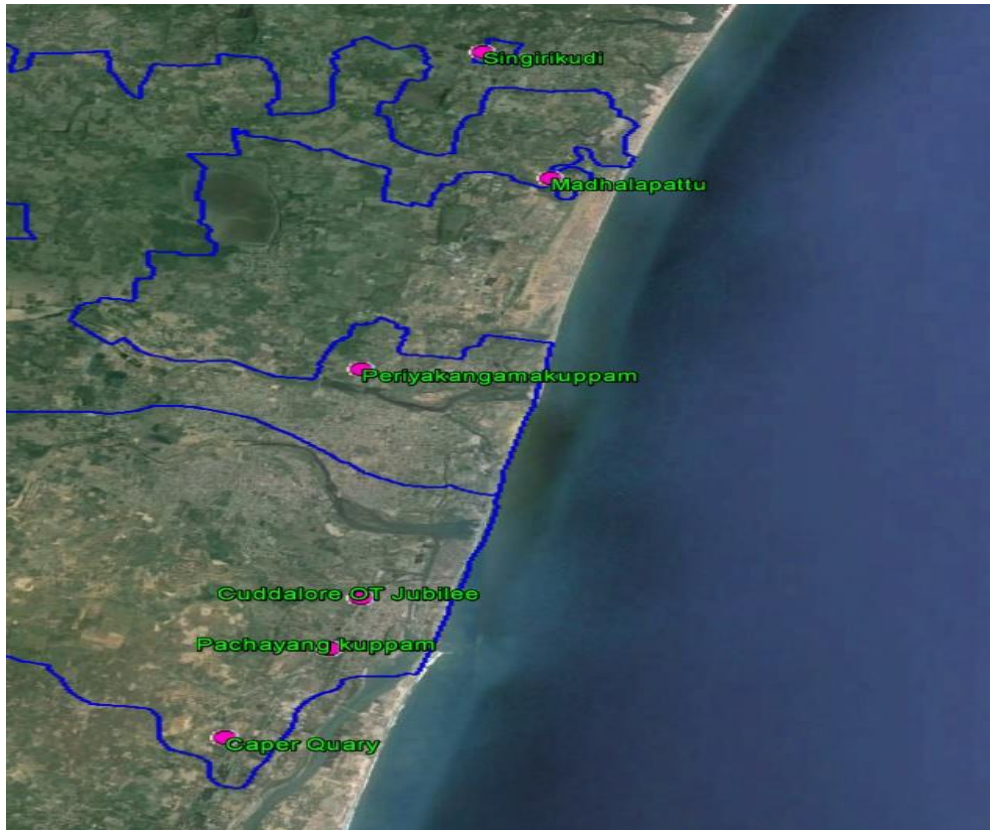 Singirikudi
Madhalapattu
Periyakangamakuppam
Cuddalore OT Jubilee
Pachayang kuppam
Caper Quary